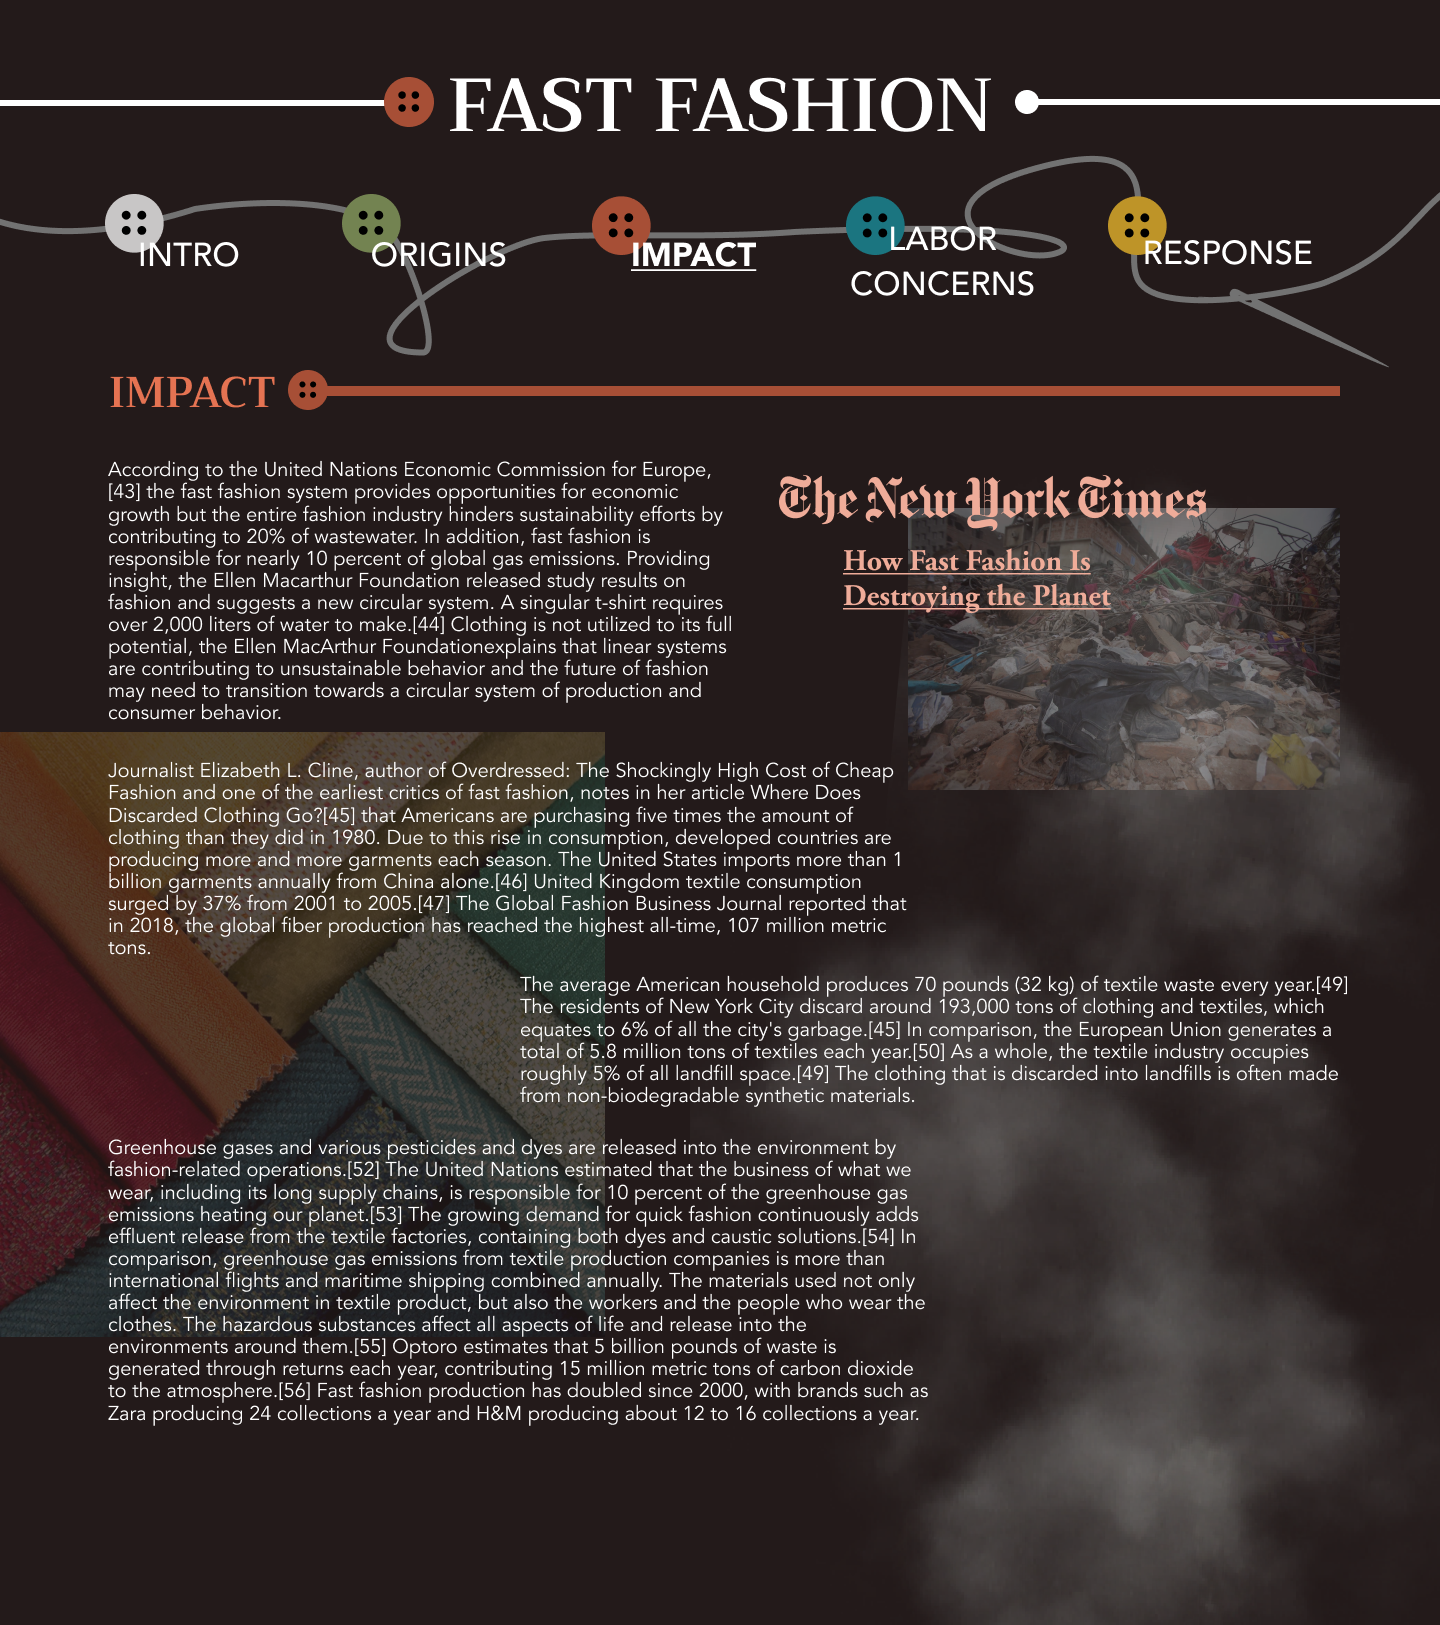 FAST FASHION
INTRO
ORIGINS
IMPACT
LABOR
CONCERNS
RESPONSE
IMPACT
According to the United Nations Economic Commission for Europe,
[43] the fast fashion system provides opportunities for economic
growth but the entire fashion industry hinders sustainability efforts by
contributing to 20% of wastewater. In addition, fast fashion is
responsible for nearly 10 percent of global gas emissions. Providing
insight, the Ellen Macarthur Foundation released study results on
fashion and suggests a new circular system. A singular t-shirt requires
over 2,000 liters of water to make.[44] Clothing is not utilized to its full
potential, the Ellen MacArthur Foundationexplains that linear systems
are contributing to unsustainable behavior and the future of fashion
may need to transition towards a circular system of production and
consumer behavior.
The New York Times
How Fast Fashion Is
Destroying the Planet
Journalist Elizabeth L. Cline, author of Overdressed: The Shockingly High Cost of Cheap
Fashion and one of the earliest critics of fast fashion, notes in her article Where Does
Discarded Clothing Go?[45] that Americans are purchasing five times the amount of
clothing than they did in 1980. Due to this rise in consumption, developed countries are
producing more and more garments each season. The United States imports more than 1
billion garments annually from China alone.[46] United Kingdom textile consumption
surged by 37% from 2001 to 2005.[47] The Global Fashion Business Journal reported that
in 2018, the global fiber production has reached the highest all-time, 107 million metric
tons.
The average American household produces 70 pounds (32 kg) of textile waste every year.[49]
The residents of New York City discard around 193,000 tons of clothing and textiles, which
equates to 6% of all the city's garbage.[45] In comparison, the European Union generates a
total of 5.8 million tons of textiles each year.[50] As a whole, the textile industry occupies
roughly 5% of all landfill space.[49] The clothing that is discarded into landfills is often made
from non-biodegradable synthetic materials.
Greenhouse gases and various pesticides and dyes are released into the environment by
fashion-related operations.[52] The United Nations estimated that the business of what we
wear, including its long supply chains, is responsible for 10 percent of the greenhouse gas
emissions heating our planet.[53] The growing demand for quick fashion continuously adds
effluent release from the textile factories, containing both dyes and caustic solutions.[54] In
comparison, greenhouse gas emissions from textile production companies is more than
international flights and maritime shipping combined annually. The materials used not only
affect the environment in textile product, but also the workers and the people who wear the
clothes. The hazardous substances affect all aspects of life and release into the
environments around them.[55] Optoro estimates that 5 billion pounds of waste is
generated through returns each year, contributing 15 million metric tons of carbon dioxide
to the atmosphere.[56] Fast fashion production has doubled since 2000, with brands such as
Zara producing 24 collections a year and H&M producing about 12 to 16 collections a year.